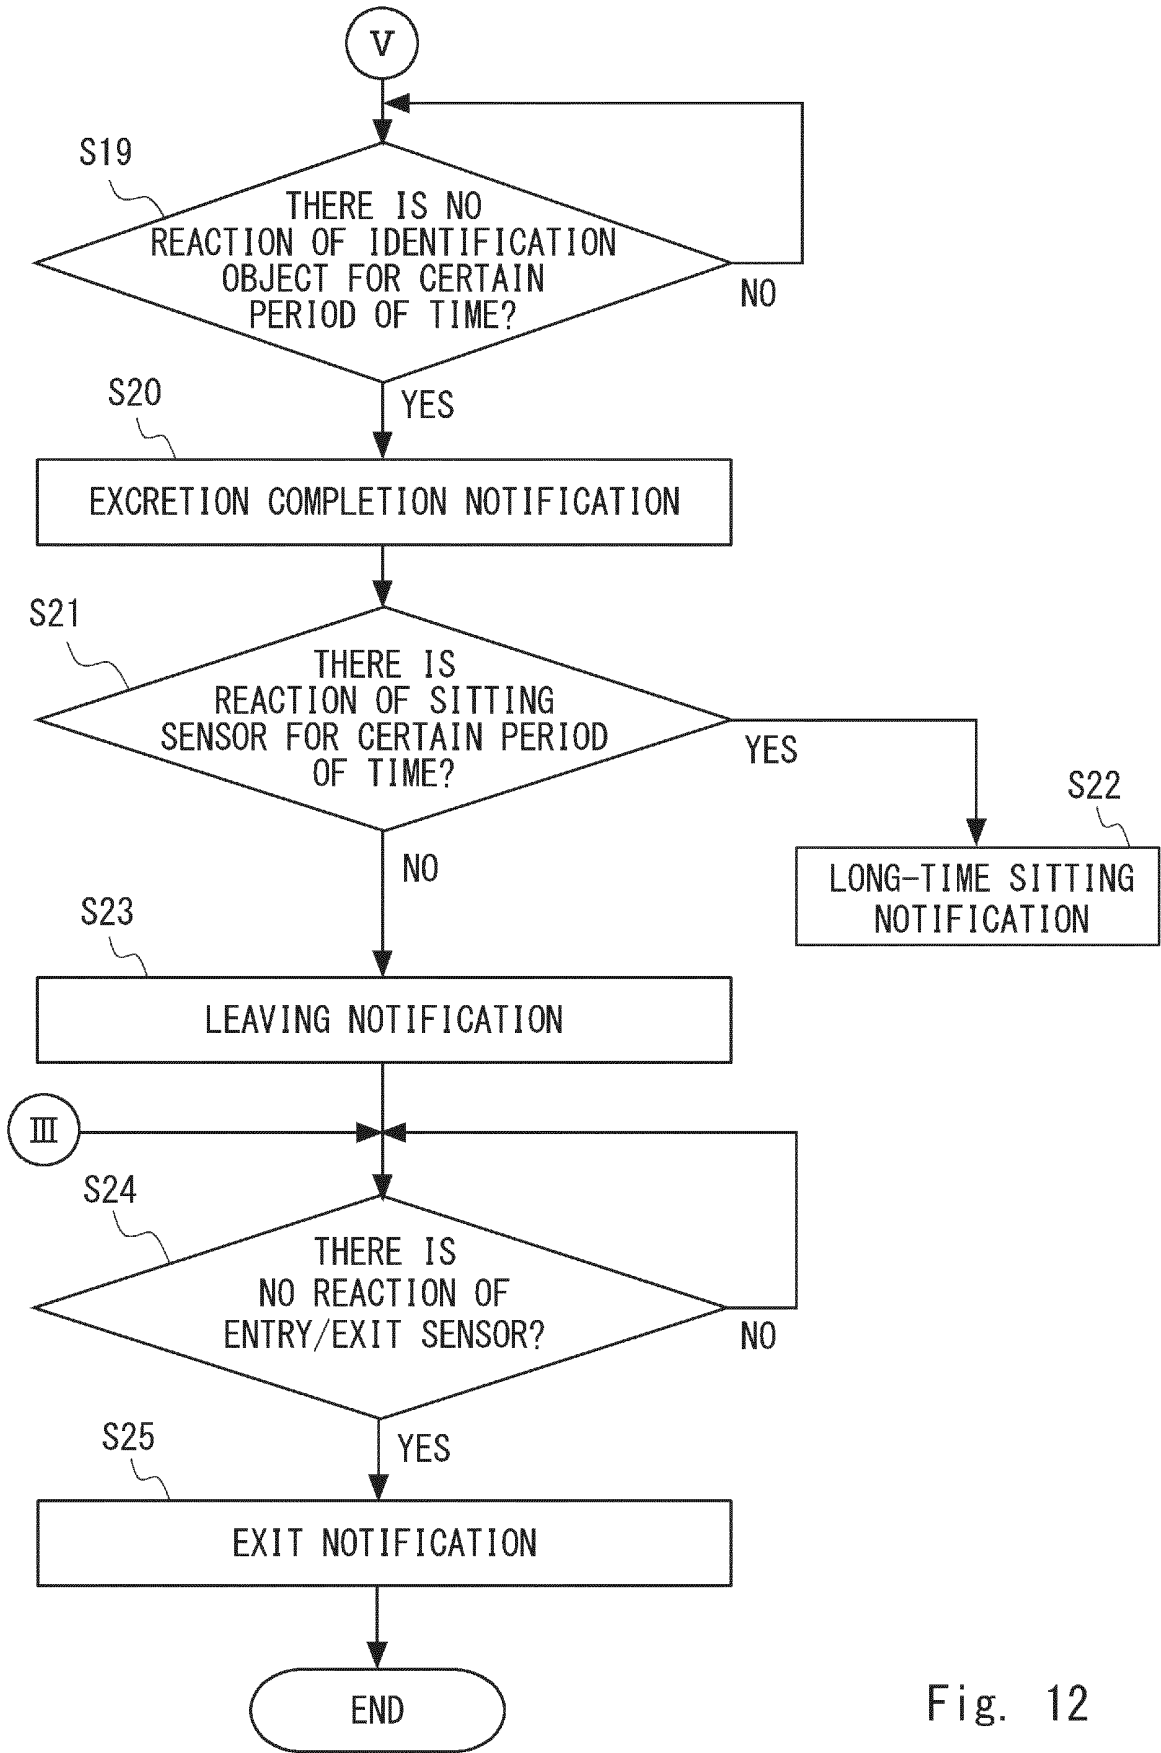 V
S19
THERE IS NO
REACTION OF IDENTIFICATION
OBJECT FOR CERTAIN
PERIOD OF TIME?
NO
YES
S20
EXCRETION COMPLETION NOTIFICATION
S21
THERE IS
REACTION OF SITTING
SENSOR FOR CERTAIN PERIOD
OF TIME?
YES
NO
S22
LONG-TIME SITTING
NOTIFICATION
S23
LEAVING NOTIFICATION
III
S24
THERE IS
NO REACTION OF
ENTRY/EXIT SENSOR?
NO
YES
S25
EXIT NOTIFICATION
END
Fig. 12